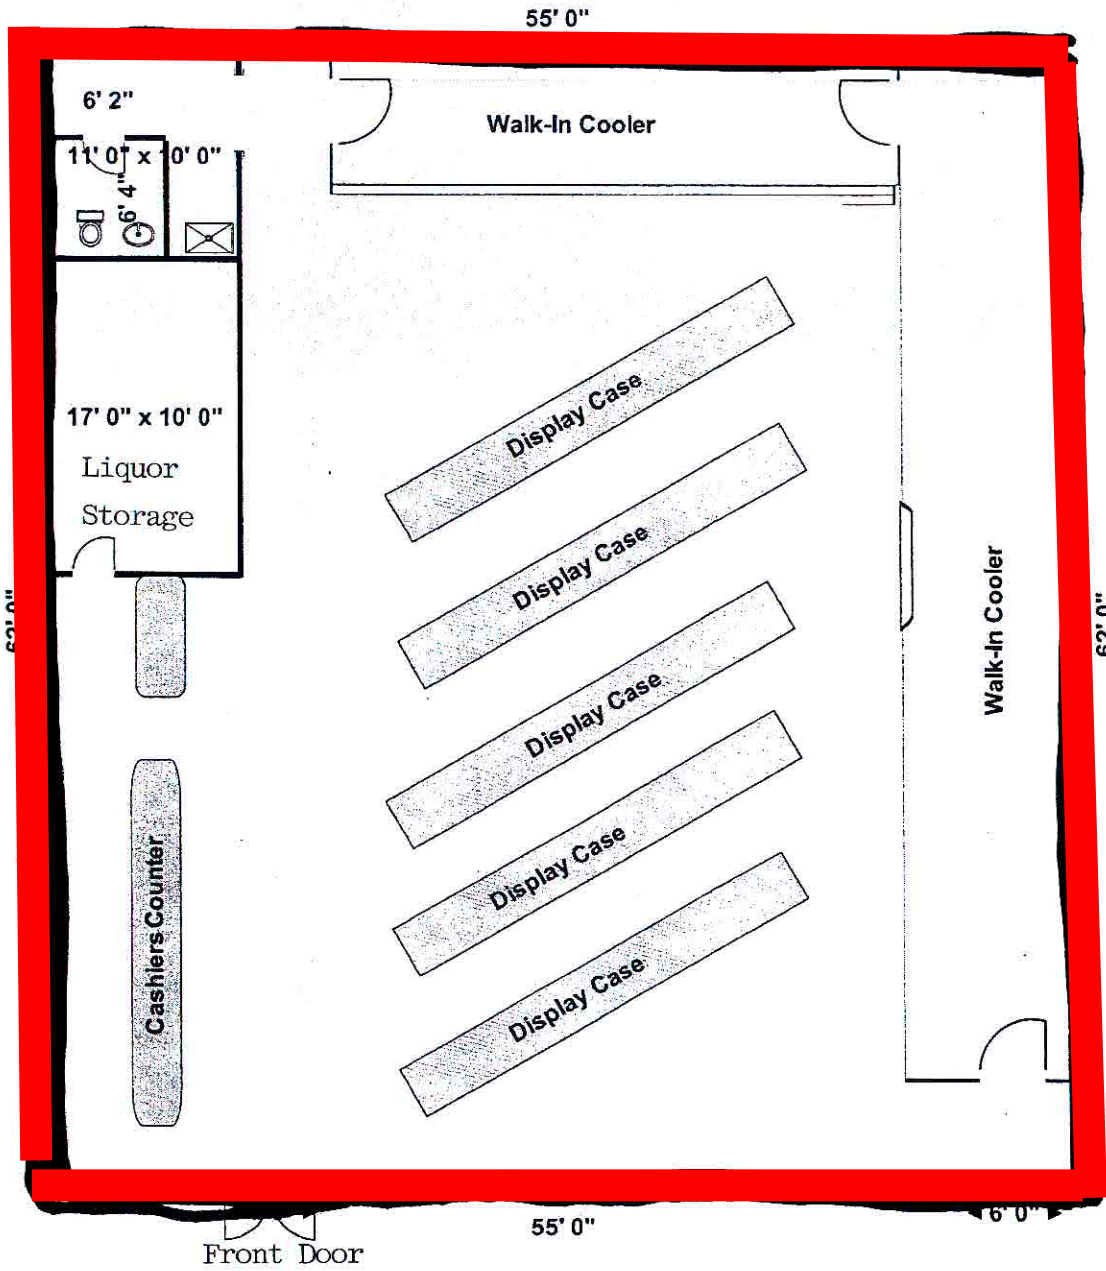 55' 0"
6' 2"
Walk-In Cooler
11' 0" x 10' 0"
6' 4"
Display Case
17' 0" x 10' 0"
Liquor
Storage
Display Case
Walk-In Cooler
62' 0"
Display Case
Display Case
Cashiers Counter
Display Case
55' 0"
6' 0"
Front Door